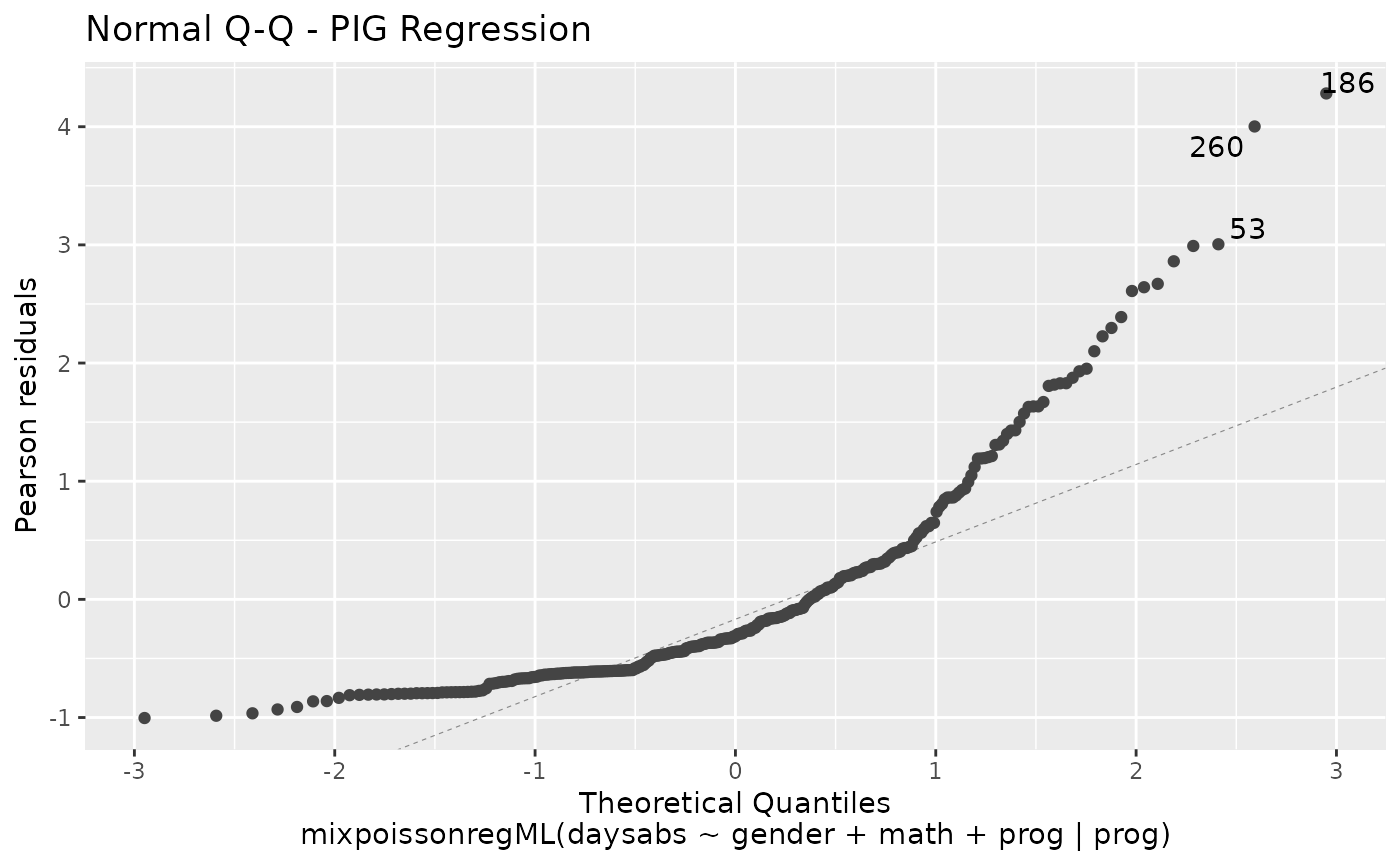 Normal Q-Q - PIG Regression
186
4
260
53
3
Pearson residuals
2
1
0
-1
-3 -2 -1 0 1 2 3
Theoretical Quantiles
mixpoissonregML(daysabs ~ gender + math + prog | prog)